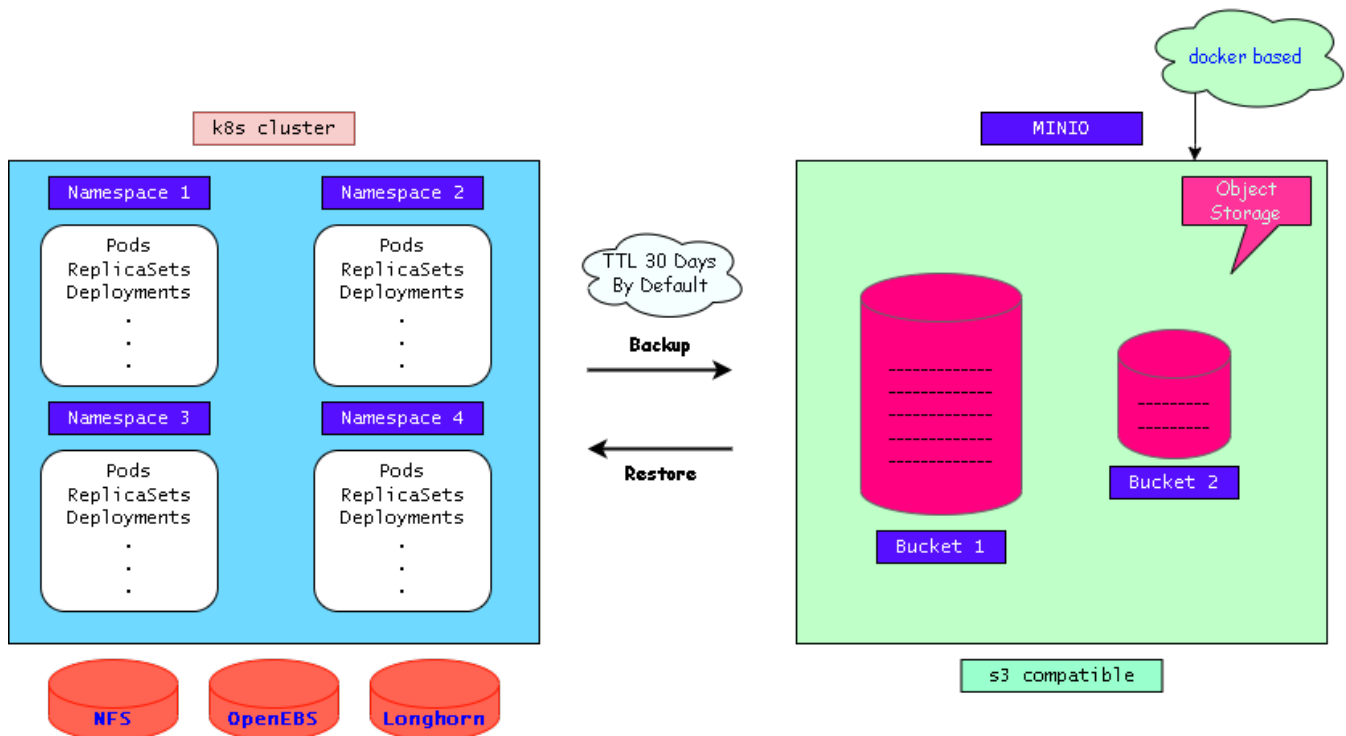 docker based
k8s cluster
MINIO
Namespace 1
Namespace 2
Object
Storage
Pods
ReplicaSets
Deployments
.
.
.
Pods
ReplicaSets
Deployments
.
.
.
TTL 30 Days
By Default
Backup
Restore
Namespace 3
Namespace 4
Pods
ReplicaSets
Deployments
.
.
.
Pods
ReplicaSets
Deployments
.
.
.
-------------
-------------
-------------
-------------
-------------
Bucket 1
---------
---------
Bucket 2
s3 compatible
NFS
OpenEBS
Longhorn